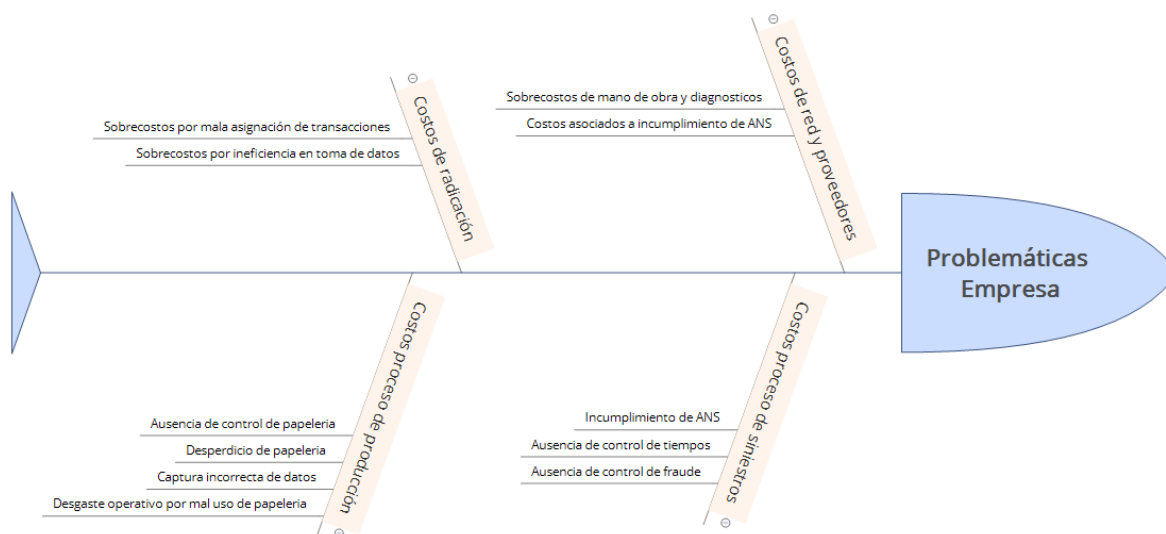 Costos de radicación
Sobrecostos por mala asignación de transacciones
Sobrecostos por ineficiencia en toma de datos
Costos de red y proveedores
Sobrecostos de mano de obra y diagnosticos
Costos asociados a incumplimiento de ANS
Problemáticas
Empresa
Costos proceso de producción
Ausencia de control de papeleria
Desperdicio de papeleria
Captura incorrecta de datos
Desgaste operativo por mal uso de papeleria
Costos proceso de siniestros
Incumplimiento de ANS
Ausencia de control de tiempos
Ausencia de control de fraude